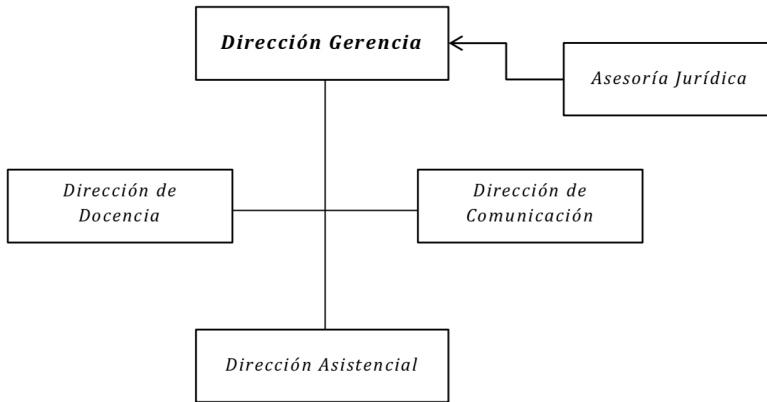 Dirección Gerencia
Asesoría Jurídica
Dirección de
Docencia
Dirección de
Comunicación
Dirección Asistencial